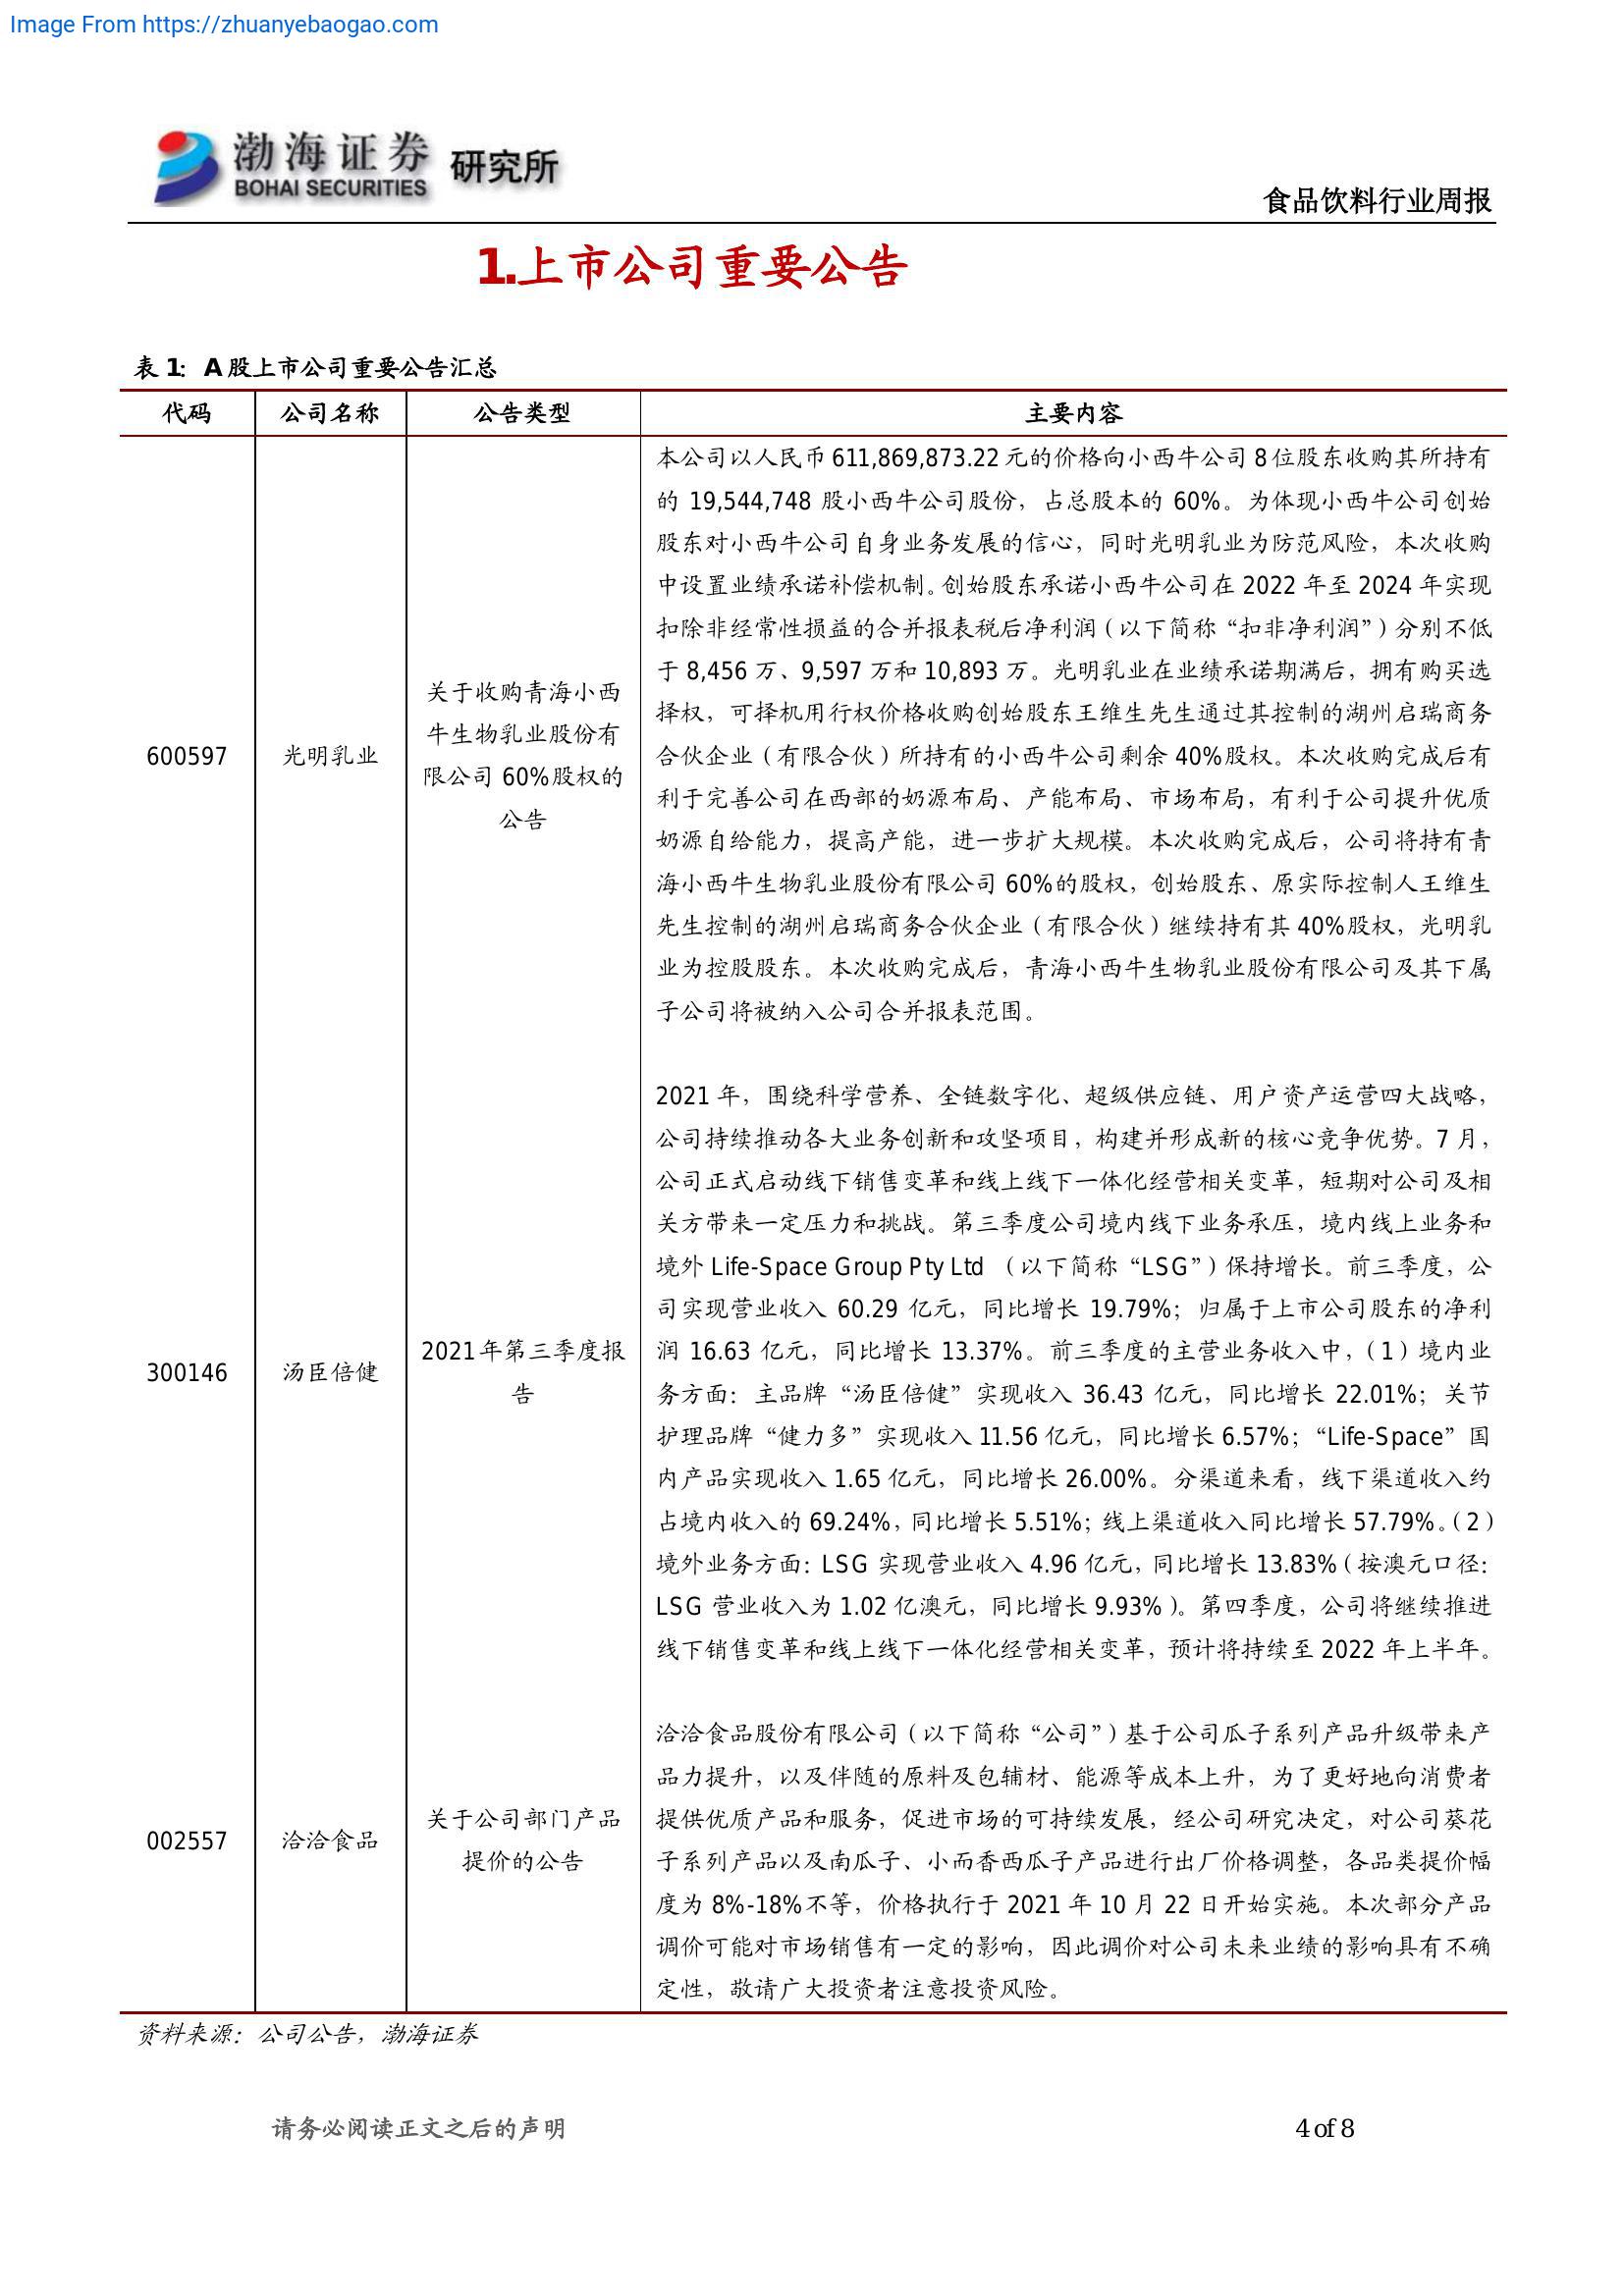 Image From https://zhuanyebaogao.com
渤海证券 研究所
BOHAI SECURITIES
食品饮料行业周报
1.上市公司重要公告
表 1：A 股上市公司重要公告汇总
代码 公司名称 公告类型 主要内容
600597
光明乳业
关于收购青海小西
牛生物乳业股份有
限公司 60%股权的
公告
本公司以人民币 611,869,873.22 元的价格向小西牛公司 8 位股东收购其所持有
的 19,544,748 股小西牛公司股份，占总股本的 60%。为体现小西牛公司创始
股东对小西牛公司自身业务发展的信心，同时光明乳业为防范风险，本次收购
中设置业绩承诺补偿机制。创始股东承诺小西牛公司在 2022 年至 2024 年实现
扣除非经常性损益的合并报表税后净利润（以下简称“扣非净利润”）分别不低
于 8,456 万、9,597 万和 10,893 万。光明乳业在业绩承诺期满后，拥有购买选
择权，可择机用行权价格收购创始股东王维生先生通过其控制的湖州启瑞商务
合伙企业（有限合伙）所持有的小西牛公司剩余 40%股权。本次收购完成后有
利于完善公司在西部的奶源布局、产能布局、市场布局，有利于公司提升优质
奶源自给能力，提高产能，进一步扩大规模。本次收购完成后，公司将持有青
海小西牛生物乳业股份有限公司 60%的股权，创始股东、原实际控制人王维生
先生控制的湖州启瑞商务合伙企业（有限合伙）继续持有其 40%股权，光明乳
业为控股股东。本次收购完成后，青海小西牛生物乳业股份有限公司及其下属
子公司将被纳入公司合并报表范围。
300146
汤臣倍健
2021 年第三季度报
告
2021 年，围绕科学营养、全链数字化、超级供应链、用户资产运营四大战略，
公司持续推动各大业务创新和攻坚项目，构建并形成新的核心竞争优势。7 月，
公司正式启动线下销售变革和线上线下一体化经营相关变革，短期对公司及相
关方带来一定压力和挑战。第三季度公司境内线下业务承压，境内线上业务和
境外 Life-Space Group Pty Ltd （以下简称“LSG”）保持增长。前三季度，公
司实现营业收入 60.29 亿元，同比增长 19.79%；归属于上市公司股东的净利
润 16.63 亿元，同比增长 13.37%。前三季度的主营业务收入中，（1）境内业
务方面：主品牌“汤臣倍健”实现收入 36.43 亿元，同比增长 22.01%；关节
护理品牌“健力多”实现收入 11.56 亿元，同比增长 6.57%；“Life-Space”国
内产品实现收入 1.65 亿元，同比增长 26.00%。分渠道来看，线下渠道收入约
占境内收入的 69.24%，同比增长 5.51%；线上渠道收入同比增长 57.79%。（2）
境外业务方面：LSG 实现营业收入 4.96 亿元，同比增长 13.83%（按澳元口径：
LSG 营业收入为 1.02 亿澳元，同比增长 9.93%）。第四季度，公司将继续推进
线下销售变革和线上线下一体化经营相关变革，预计将持续至 2022 年上半年。
002557
洽洽食品
关于公司部门产品
提价的公告
洽洽食品股份有限公司（以下简称“公司”）基于公司瓜子系列产品升级带来产
品力提升，以及伴随的原料及包辅材、能源等成本上升，为了更好地向消费者
提供优质产品和服务，促进市场的可持续发展，经公司研究决定，对公司葵花
子系列产品以及南瓜子、小而香西瓜子产品进行出厂价格调整，各品类提价幅
度为 8%-18%不等，价格执行于 2021 年 10 月 22 日开始实施。本次部分产品
调价可能对市场销售有一定的影响，因此调价对公司未来业绩的影响具有不确
定性，敬请广大投资者注意投资风险。
资料来源：公司公告，渤海证券
请务必阅读正文之后的声明
4 of 8